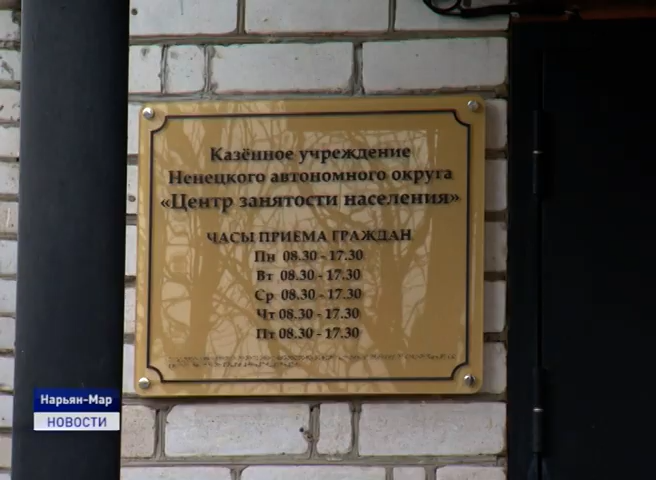 Казённое учреждение
Ненецкого автономного округа
«Центр занятости населения»
ЧАСЫ ПРИЕМА ГРАЖДАН
Пн 08.30 - 17.30
Вт 08.30 - 17.30
Ср 08.30 - 17.30
Чт 08.30 - 17.30
Пт 08.30 - 17.30
Нарьян-Мар
НОВОСТИ